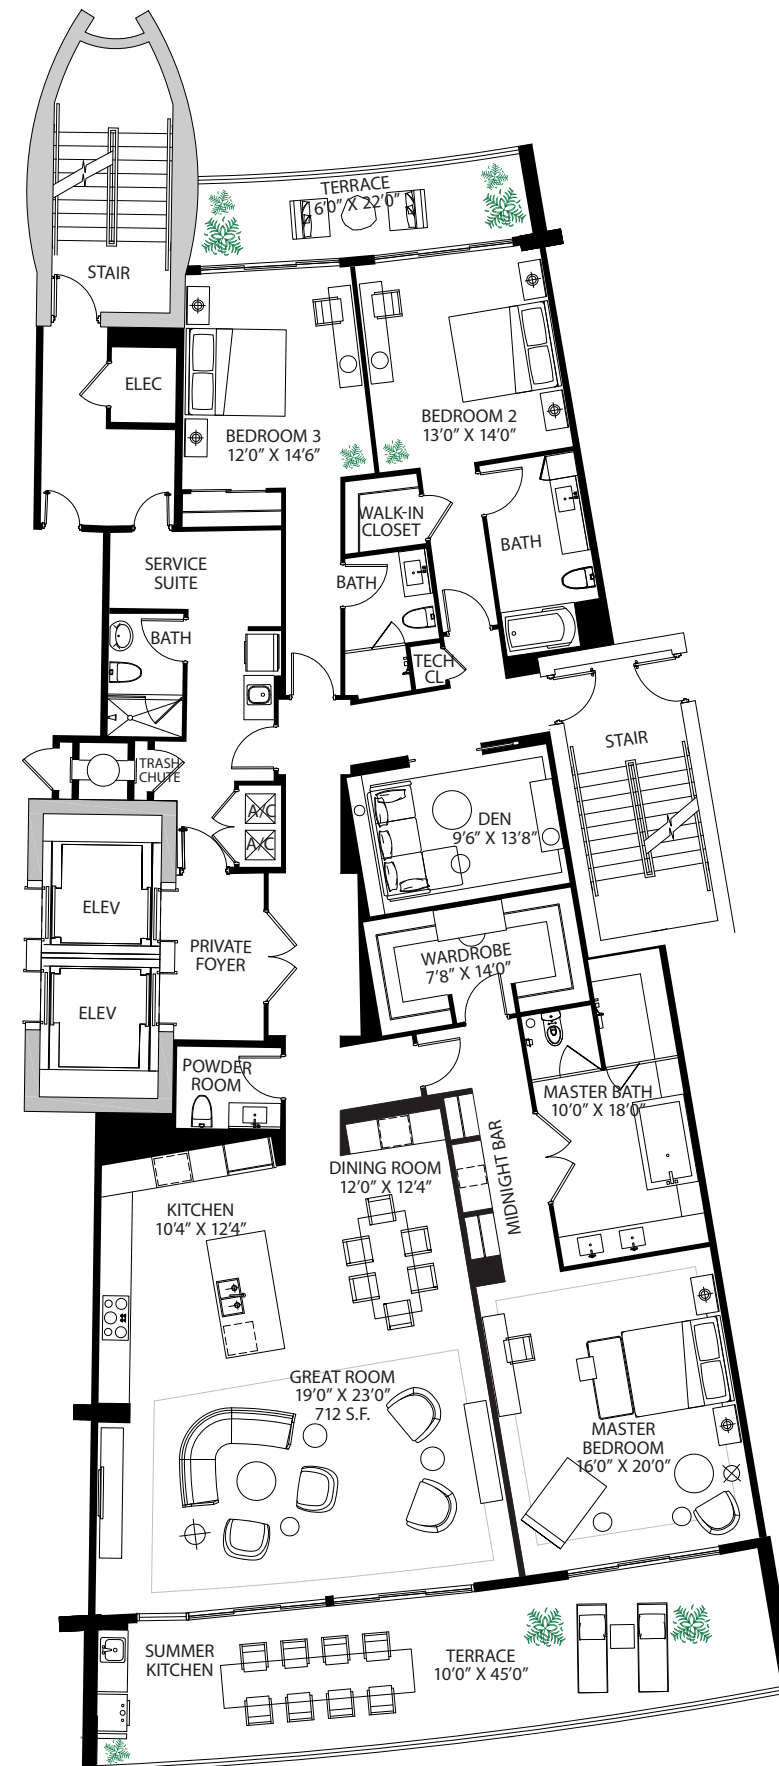 TERRACE
6’0” X 22’0”
STAIR
ELEC
BEDROOM 3
12’0” X 14’6”
BEDROOM 2
13’0” X 14’0”
WALK-IN
CLOSET
BATH
SERVICE
SUITE
BATH
BATH
TECH
CL
STAIR
TRASH
CHUTE
A/C
A/C
DEN
9’6” X 13’8”
ELEV
PRIVATE
FOYER
WARDROBE
7’8” X 14’0”
ELEV
POWDER
ROOM
MASTER BATH
10’0” X 18’0”
MIDNIGHT BAR
DINING ROOM
12’0” X 12’4”
KITCHEN
10’4” X 12’4”
GREAT ROOM
19’0” X 23’0”
712 S.F.
MASTER
BEDROOM
16’0” X 20’0”
SUMMER
KITCHEN
TERRACE
10’0” X 45’0”